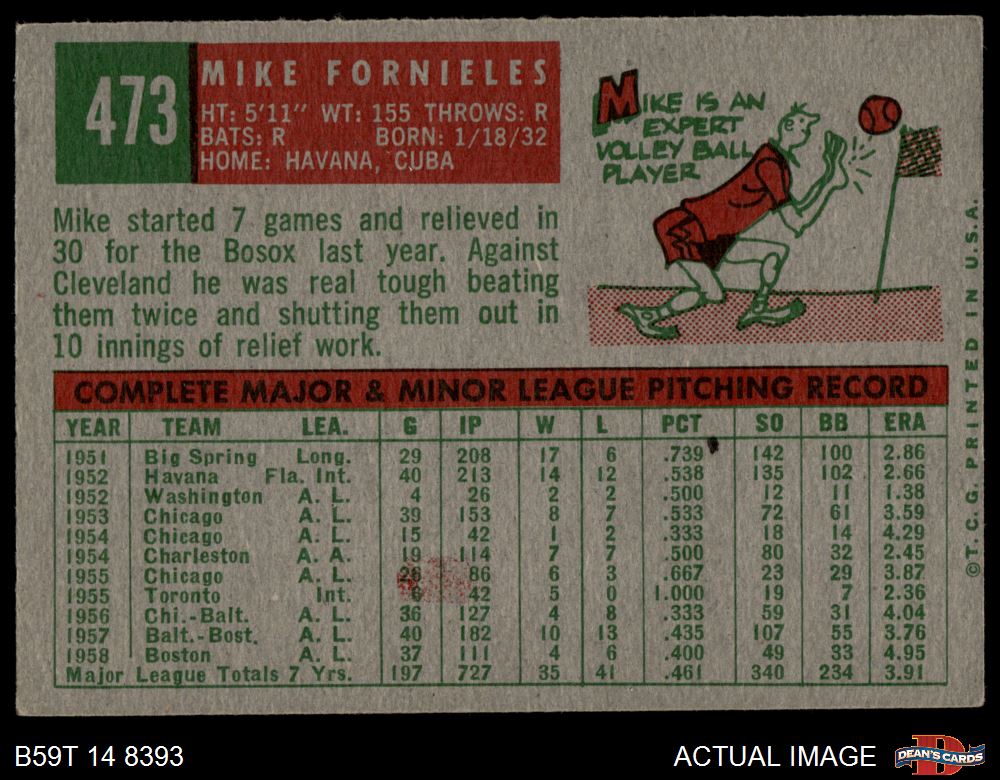 473
MIKE FORNIELES
HT: 5'11" WT: 155 THROWS: R
BATS: R BORN: 1/18/32
HOME: HAVANA, CUBA
MIKE IS AN
EXPERT
VOLLEY BALL
PLAYER
Mike started 7 games and relieved in
30 for the Bosox last year. Against
Cleveland he was real tough beating
them twice and shutting them out in
10 innings of relief work.
COMPLETE MAJOR & MINOR LEAGUE PITCHING RECORD
YEAR TEAM LEA. G IP W L PCT SO BB ERA
1951 Big Spring Long. 29 208 17 6 .739 142 100 2.86
1952 Havana Fla. Int. 40 213 14 12 .538 135 102 2.66
1952 Washington A. L. 4 26 2 2 .500 12 11 1.38
1953 Chicago A. L. 39 153 8 7 .533 72 61 3.59
1954 Chicago A. L. 15 42 1 2 .333 18 14 4.29
1954 Charleston A. A. 19 114 7 7 .500 80 32 2.45
1955 Chicago A. L. 26 86 6 3 .667 23 29 3.87
1955 Toronto Int. 6 42 5 0 1.000 19 7 2.36
1956 Chi.-Balt. A. L. 36 127 4 8 .333 59 31 4.04
1957 Balt.-Bost. A. L. 40 182 10 13 .435 107 55 3.76
1958 Boston A. L. 37 111 4 6 .400 49 33 4.95
Major League Totals 7 Yrs. 197 727 35 41 .461 340 234 3.91
©T. C. G. PRINTED IN U.S.A.
B59T 14 8393
ACTUAL IMAGE
D
DEAN'S CARDS